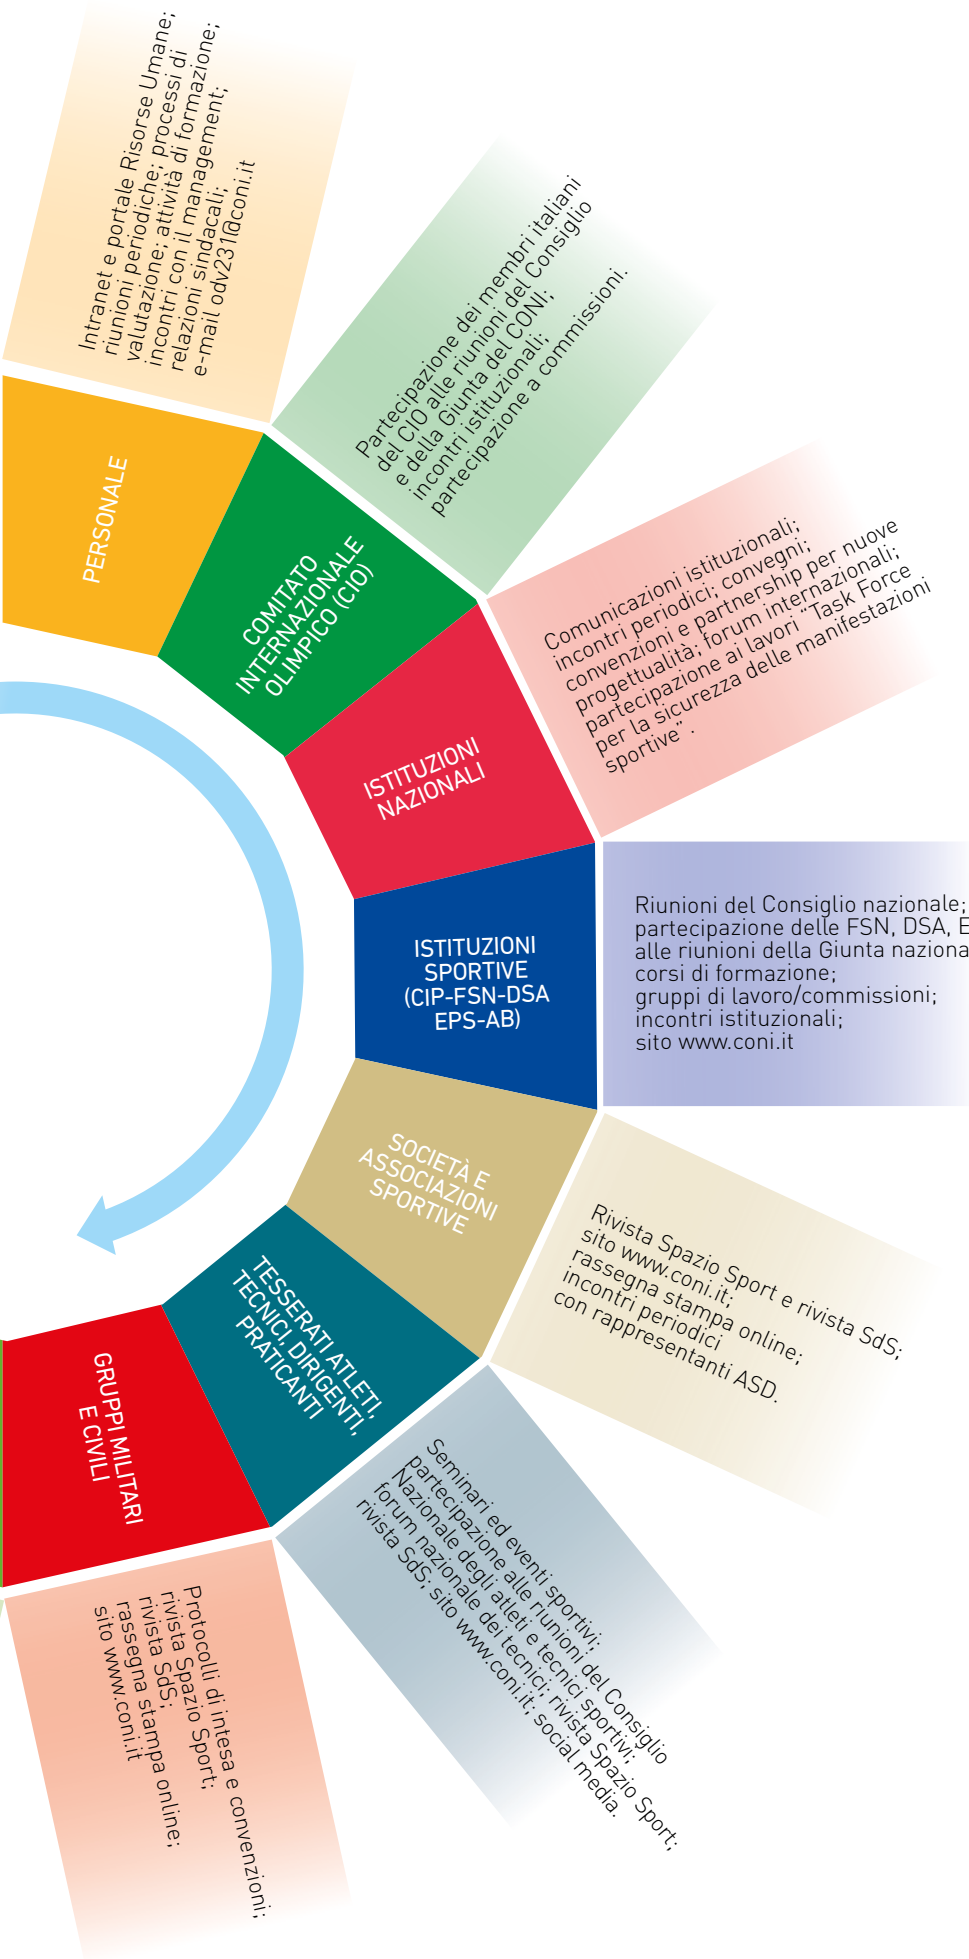 Intranet e portale Risorse Umane;
riunioni periodiche; processi di
valutazione; attività di formazione;
incontri con il management;
relazioni sindacali;
e-mail odv231@coni.it
PERSONALE
Partecipazione dei membri italiani
del CIO alle riunioni del Consiglio
e della Giunta del CONI;
incontri istituzionali;
partecipazione a commissioni.
COMITATO
INTERNAZIONALE
OLIMPICO (CIO)
Comunicazioni istituzionali;
incontri periodici; convegni;
convenzioni e partnership per nuove
progettualità; forum internazionali;
partecipazione ai lavori “Task Force
per la sicurezza delle manifestazioni
sportive” .
ISTITUZIONI
NAZIONALI
Riunioni del Consiglio nazionale;
partecipazione delle FSN, DSA, E
alle riunioni della Giunta naziona
corsi di formazione;
gruppi di lavoro/commissioni;
incontri istituzionali;
sito www.coni.it
ISTITUZIONI
SPORTIVE
(CIP-FSN-DSA
EPS-AB)
SOCIETÀ E
ASSOCIAZIONI
SPORTIVE
Rivista Spazio Sport e rivista SdS;
sito www.coni.it;
rassegna stampa online;
incontri periodici
con rappresentanti ASD.
TESSERATI ATLETI,
TECNICI, DIRIGENTI,
PRATICANTI
Seminari ed eventi sportivi;
partecipazione alle riunioni del Consiglio
Nazionale degli atleti e tecnici sportivi;
forum nazionale dei tecnici; rivista Spazio Sport;
rivista SdS; sito www.coni.it; social media.
GRUPPI MILITARI
E CIVILI
Protocolli di intesa e convenzioni;
rivista Spazio Sport;
rivista SdS;
rassegna stampa online;
sito www.coni.it